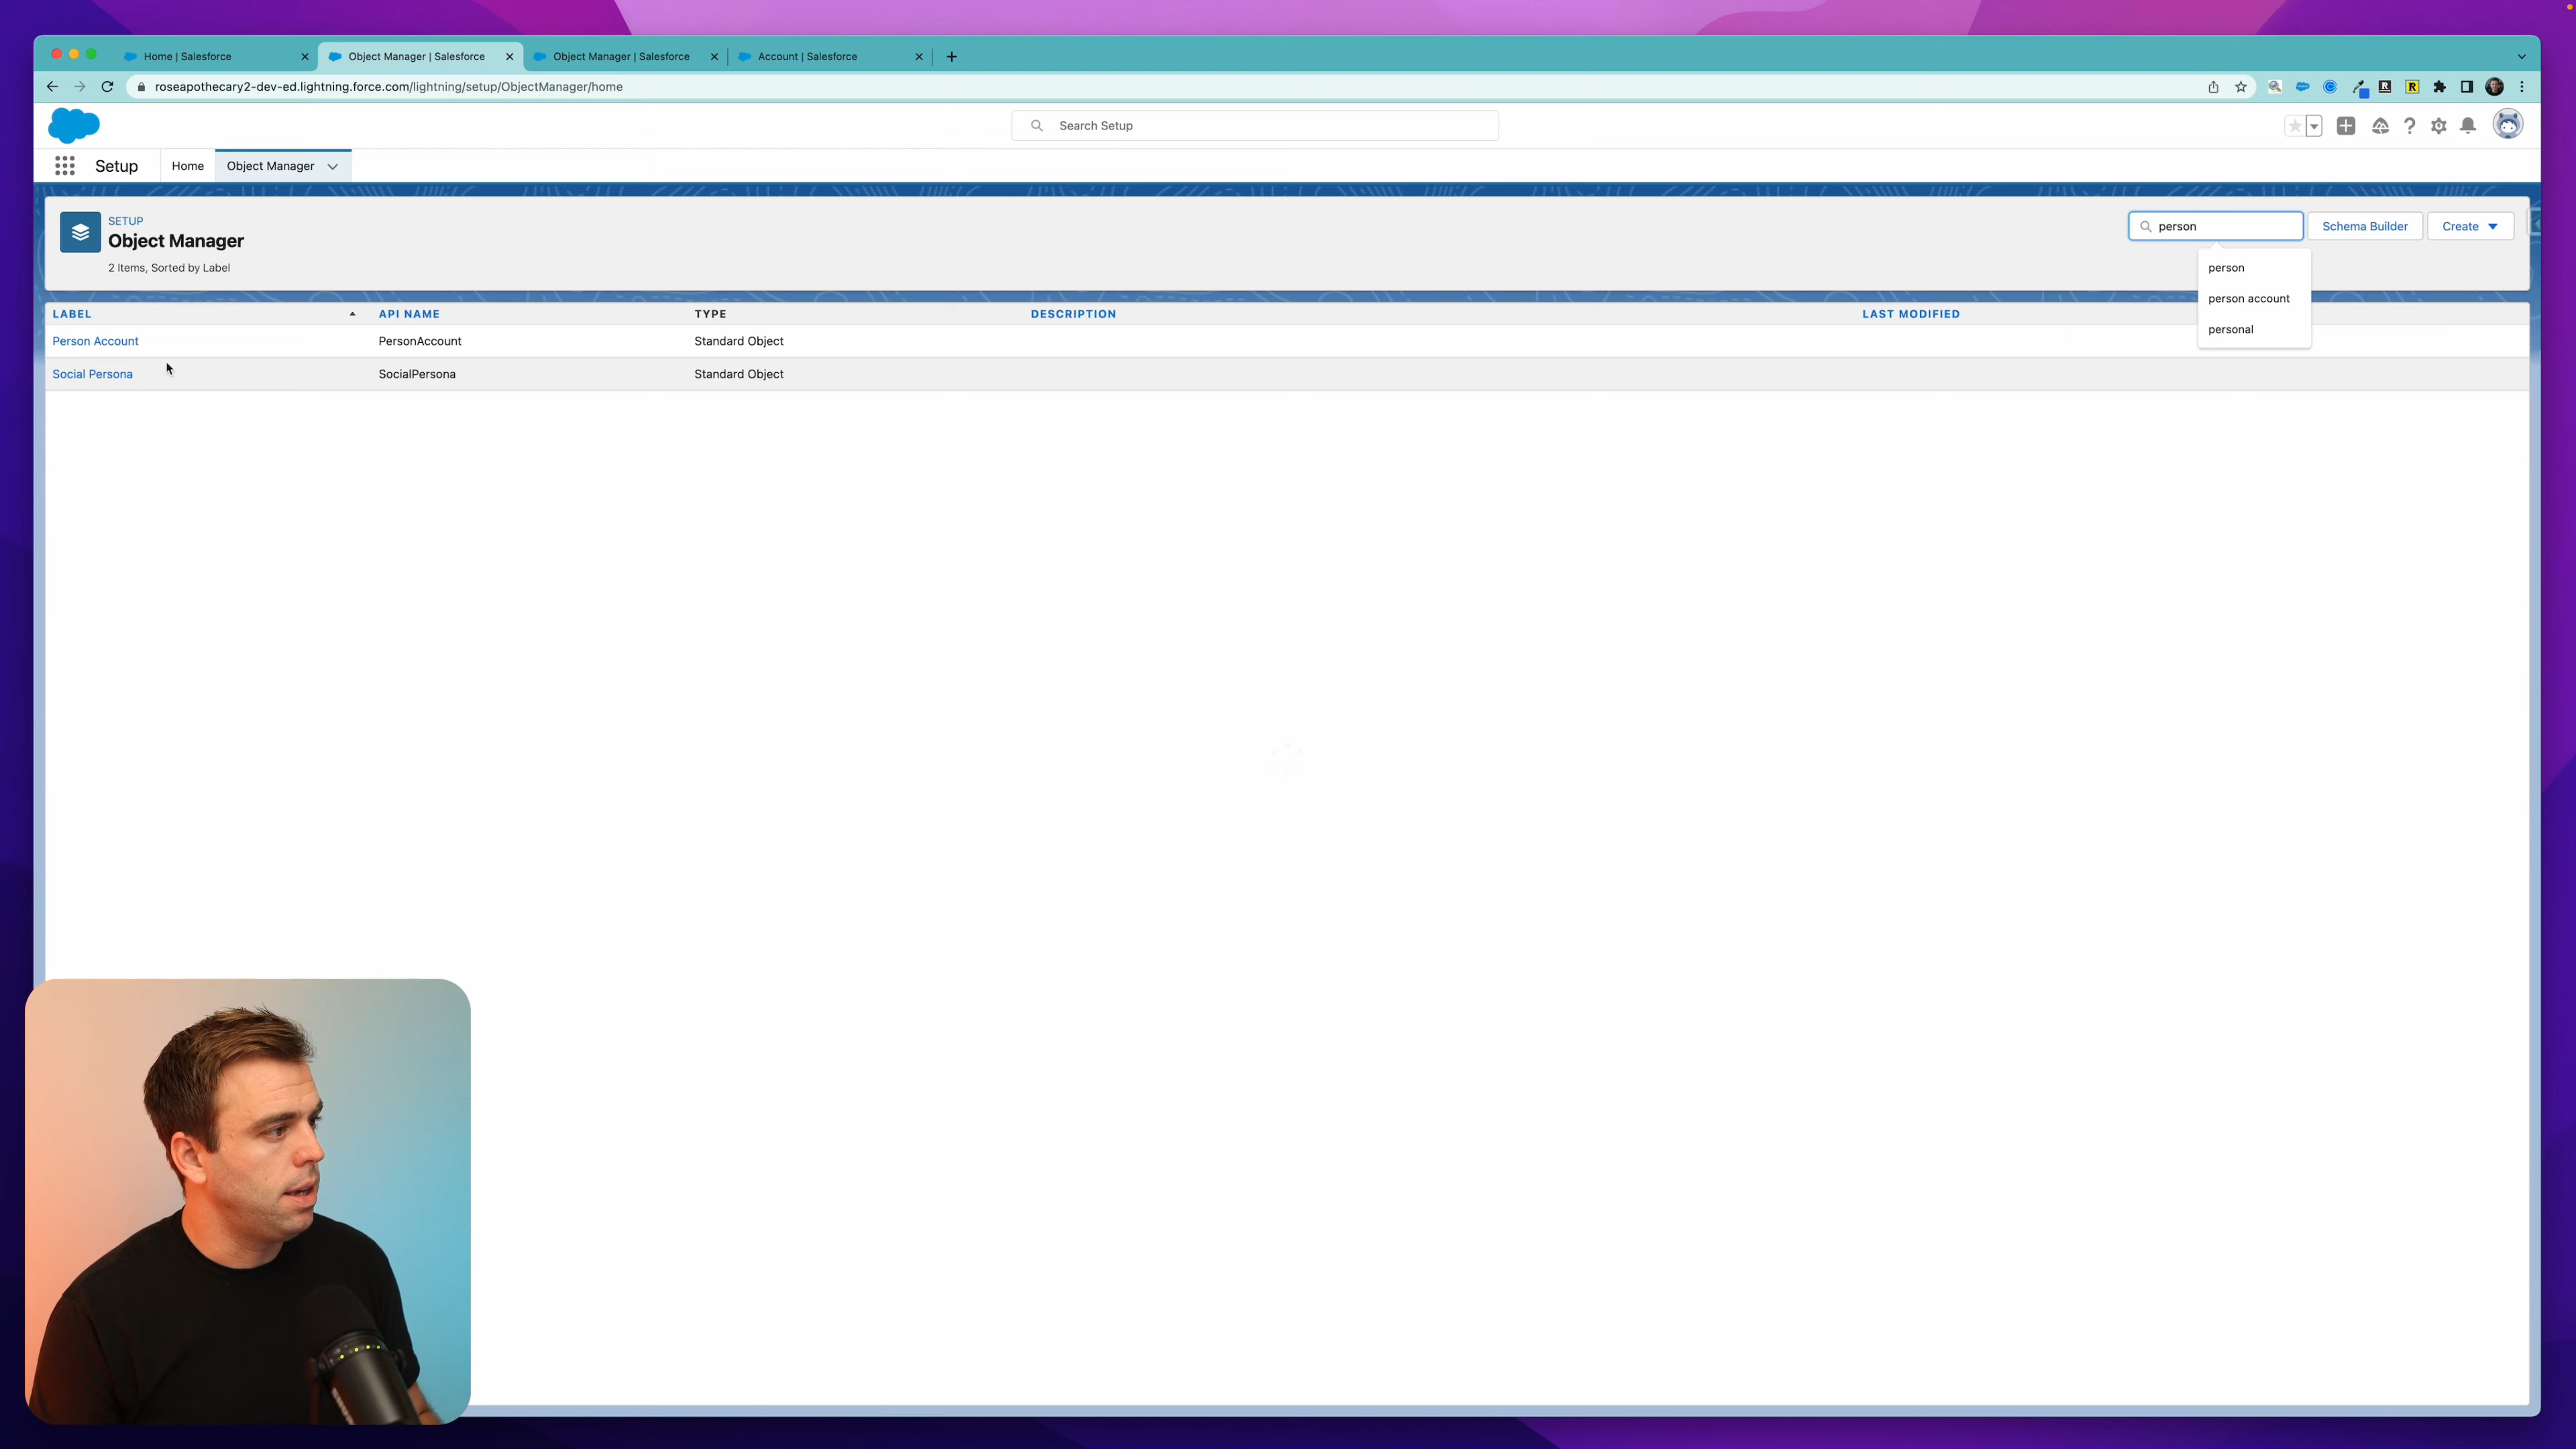 Home | Salesforce
Object Manager | Salesforce
Object Manager | Salesforce
Account | Salesforce
roseapothecary2-dev-ed.lightning.force.com/lightning/setup/ObjectManager/home
Search Setup
Setup
Home
Object Manager
SETUP
Object Manager
2 Items, Sorted by Label
person
Schema Builder
Create
person
person account
personal
LABEL
API NAME
TYPE
DESCRIPTION
LAST MODIFIED
Person Account
PersonAccount
Standard Object
Social Persona
SocialPersona
Standard Object